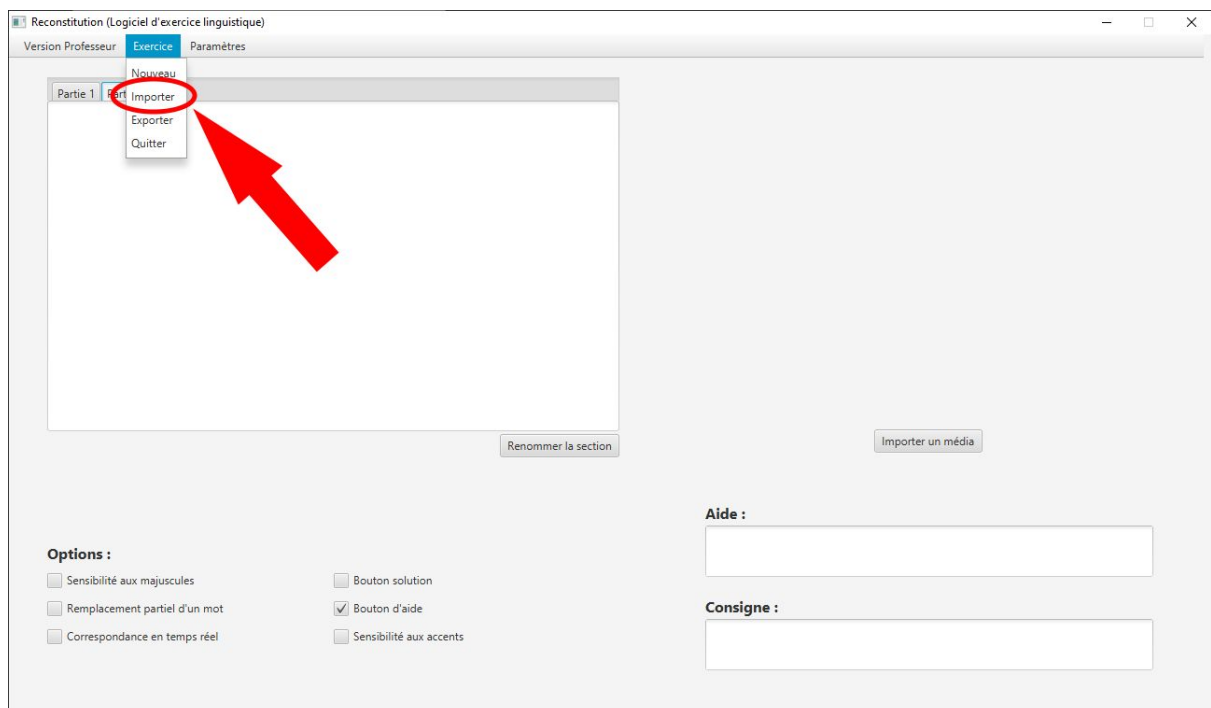 Reconstitution (Logiciel d'exercice linguistique)
Version Professeur Exercice Paramètres
Nouveau
Importer
Exporter
Quitter
Partie 1
Renommer la section
Importer un média
Aide :
Options :
Sensibilité aux majuscules
Bouton solution
Remplacement partiel d'un mot
Bouton d'aide
Correspondance en temps réel
Sensibilité aux accents
Consigne :